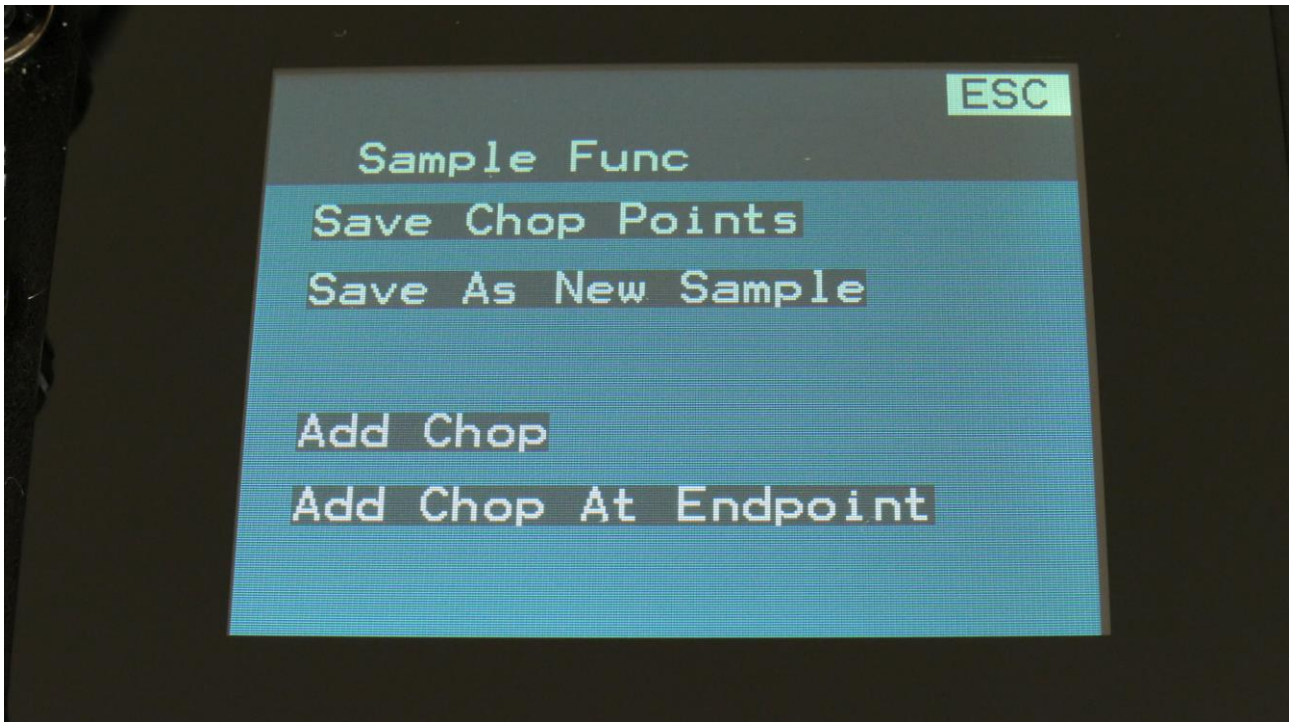 ESC
Sample Func
Save Chop Points
Save As New Sample
Add Chop
Add Chop At Endpoint